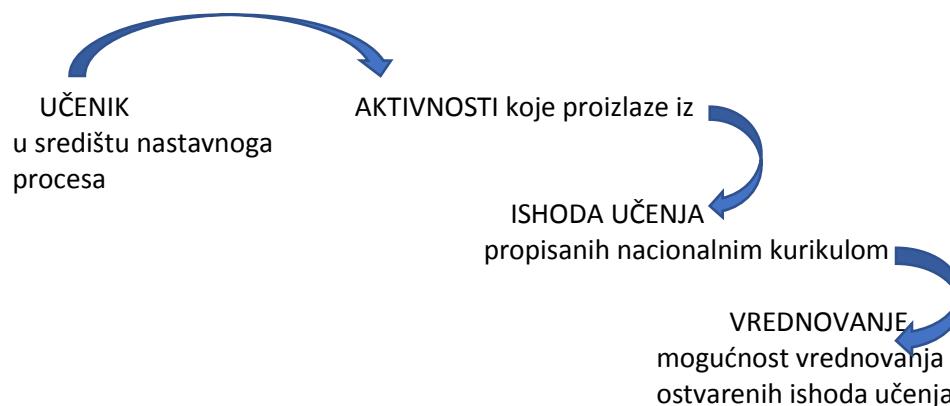 UČENIK
u središtu nastavnoga
procesa
AKTIVNOSTI koje proizlaze iz
ISHODA UČENJA
propisanih nacionalnim kurikulom
VREDNOVANJE
mogućnost vrednovanja
ostvarenih ishoda učenja